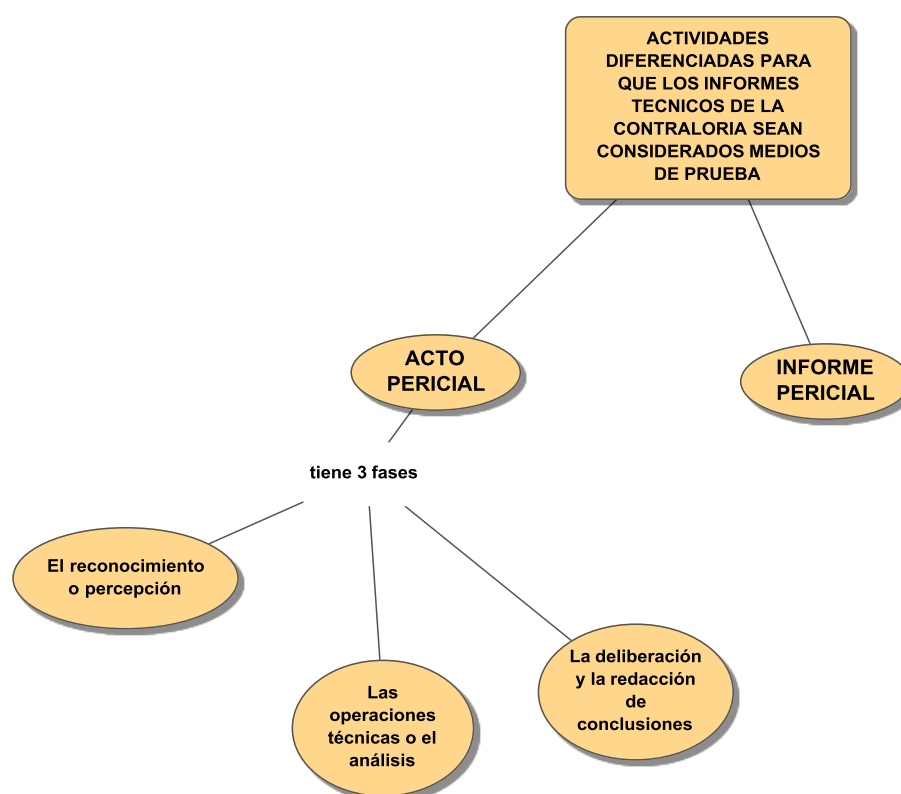 ACTIVIDADES
DIFERENCIADAS PARA
QUE LOS INFORMES
TECNICOS DE LA
CONTRALORIA SEAN
CONSIDERADOS MEDIOS
DE PRUEBA
ACTO
PERICIAL
INFORME
PERICIAL
tiene 3 fases
El reconocimiento
o percepción
Las
operaciones
técnicas o el
análisis
La deliberación
y la redacción
de
conclusiones